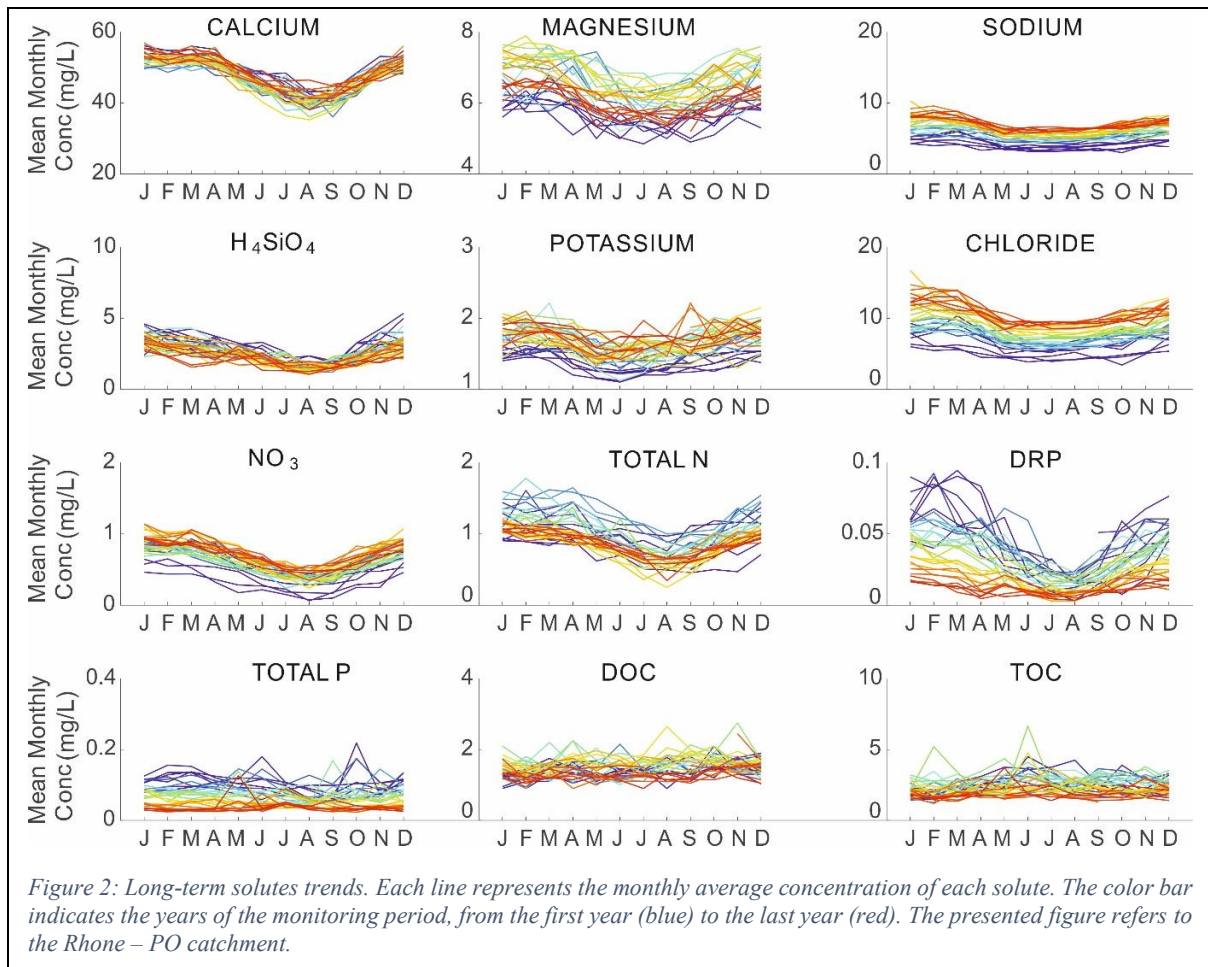 CALCIUM MAGNESIUM SODIUM
Mean Monthly Conc (mg/L)
60 8 20
40 6 10
20 4 0
J F M A M J J A S O N D J F M A M J J A S O N D J F M A M J J A S O N D
H4SiO4 POTASSIUM CHLORIDE
Mean Monthly Conc (mg/L)
10 3 20
5 2 10
0 1 0
J F M A M J J A S O N D J F M A M J J A S O N D J F M A M J J A S O N D
NO3 TOTAL N DRP
Mean Monthly Conc (mg/L)
2 2 0.1
1 1 0.05
0 0 0
J F M A M J J A S O N D J F M A M J J A S O N D J F M A M J J A S O N D
TOTAL P DOC TOC
Mean Monthly Conc (mg/L)
0.4 4 10
0.2 2 5
0 0 0
J F M A M J J A S O N D J F M A M J J A S O N D J F M A M J J A S O N D
Figure 2: Long-term solutes trends. Each line represents the monthly average concentration of each solute. The color bar
indicates the years of the monitoring period, from the first year (blue) to the last year (red). The presented figure refers to
the Rhone – PO catchment.